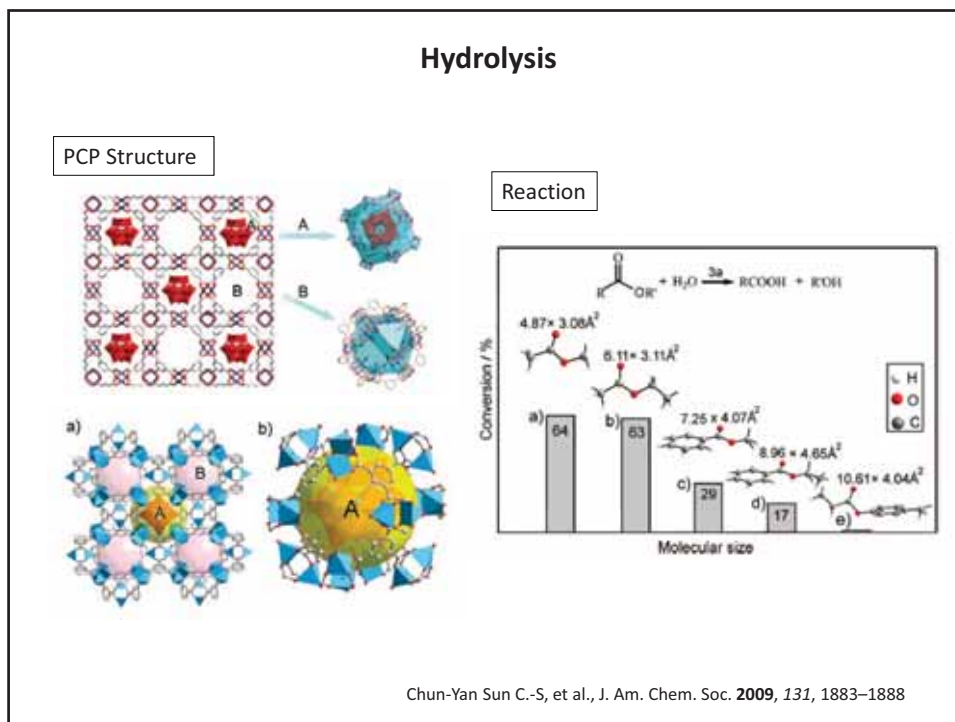 Hydrolysis
PCP Structure
A
A
B
B
a)
B
A
b)
A
Reaction
Conversion / %
O
R
OR'
+ H₂O
3a
RCOOH + R'OH
4.87× 3.08Å²
6.11× 3.11Å²
7.25 x 4.07Å²
8.96 × 4.65Å²
10.61× 4.04Å²
H
O
C
a)
64
b)
63
c)
29
d)
17
e)
Molecular size
Chun-Yan Sun C.-S, et al., J. Am. Chem. Soc. 2009, 131, 1883–1888